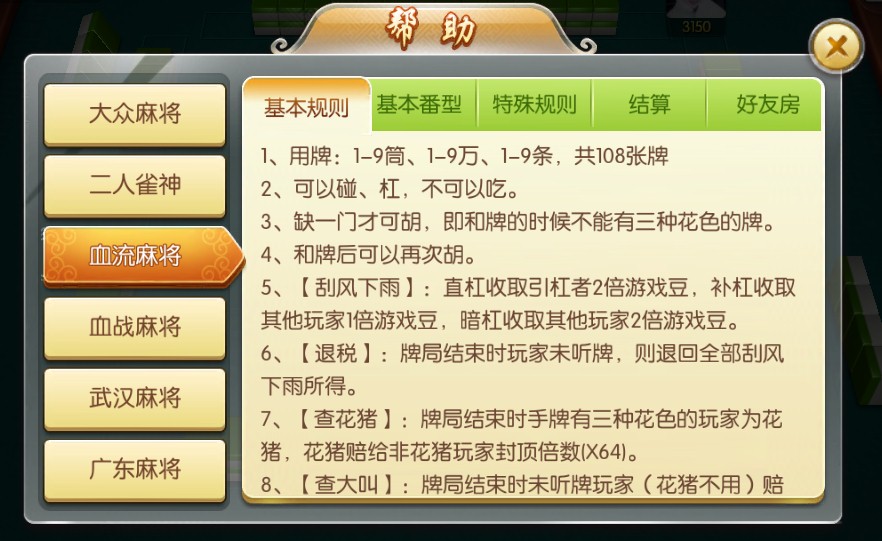 帮助
3150
大众麻将
二人雀神
血流麻将
血战麻将
武汉麻将
广东麻将
基本规则 基本番型 特殊规则 结算 好友房
1、用牌：1-9筒、1-9万、1-9条，共108张牌
2、可以碰、杠，不可以吃。
3、缺一门才可胡，即和牌的时候不能有三种花色的牌。
4、和牌后可以再次胡。
5、【刮风下雨】：直杠收取引杠者2倍游戏豆，补杠收取
其他玩家1倍游戏豆，暗杠收取其他玩家2倍游戏豆。
6、【退税】：牌局结束时玩家未听牌，则退回全部刮风
下雨所得。
7、【查花猪】：牌局结束时手牌有三种花色的玩家为花
猪，花猪赔给非花猪玩家封顶倍数(X64)。
8、【查大叫】：牌局结束时未听牌玩家（花猪不用）赔